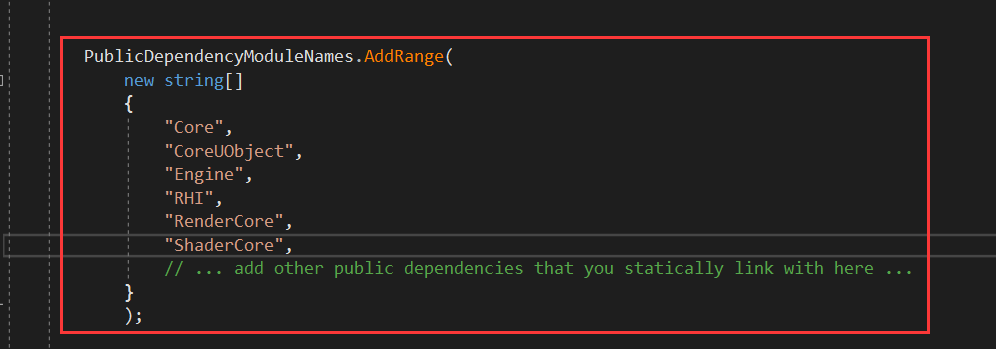 PublicDependencyModuleNames.AddRange(
new string[]
{
"Core",
"CoreUObject",
"Engine",
"RHI",
"RenderCore",
"ShaderCore",
// ... add other public dependencies that you statically link with here ...
}
);